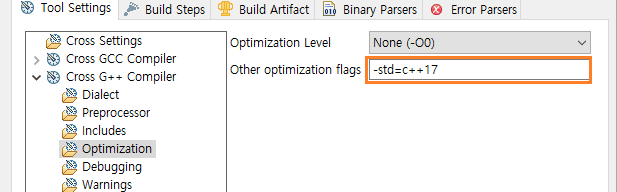 Tool Settings Build Steps Build Artifact Binary Parsers Error Parsers
Cross Settings
Cross GCC Compiler
Cross G++ Compiler
Dialect
Preprocessor
Includes
Optimization
Debugging
Warnings
Optimization Level None (-O0)
Other optimization flags -std=c++17